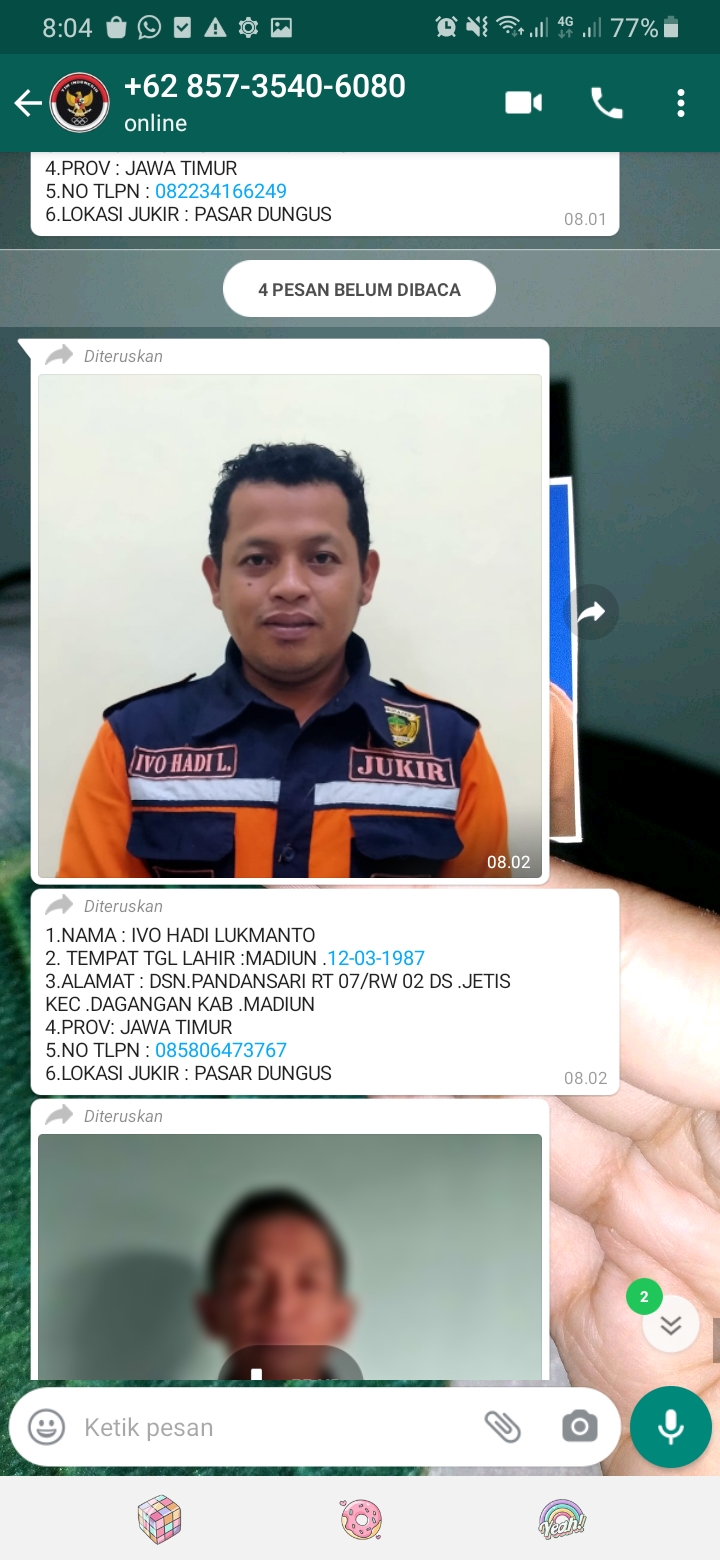 8:04
4G
77%
+62 857-3540-6080
online
4.PROV : JAWA TIMUR
5.NO TLPN : 082234166249
6.LOKASI JUKIR : PASAR DUNGUS
08.01
4 PESAN BELUM DIBACA
Diteruskan
IVO HADI L.
JUKIR
08.02
Diteruskan
1.NAMA : IVO HADI LUKMANTO
2. TEMPAT TGL LAHIR :MADIUN .12-03-1987
3.ALAMAT : DSN.PANDANSARI RT 07/RW 02 DS .JETIS
KEC .DAGANGAN KAB .MADIUN
4.PROV: JAWA TIMUR
5.NO TLPN : 085806473767
6.LOKASI JUKIR : PASAR DUNGUS
08.02
Diteruskan
2
Ketik pesan
Yeah!